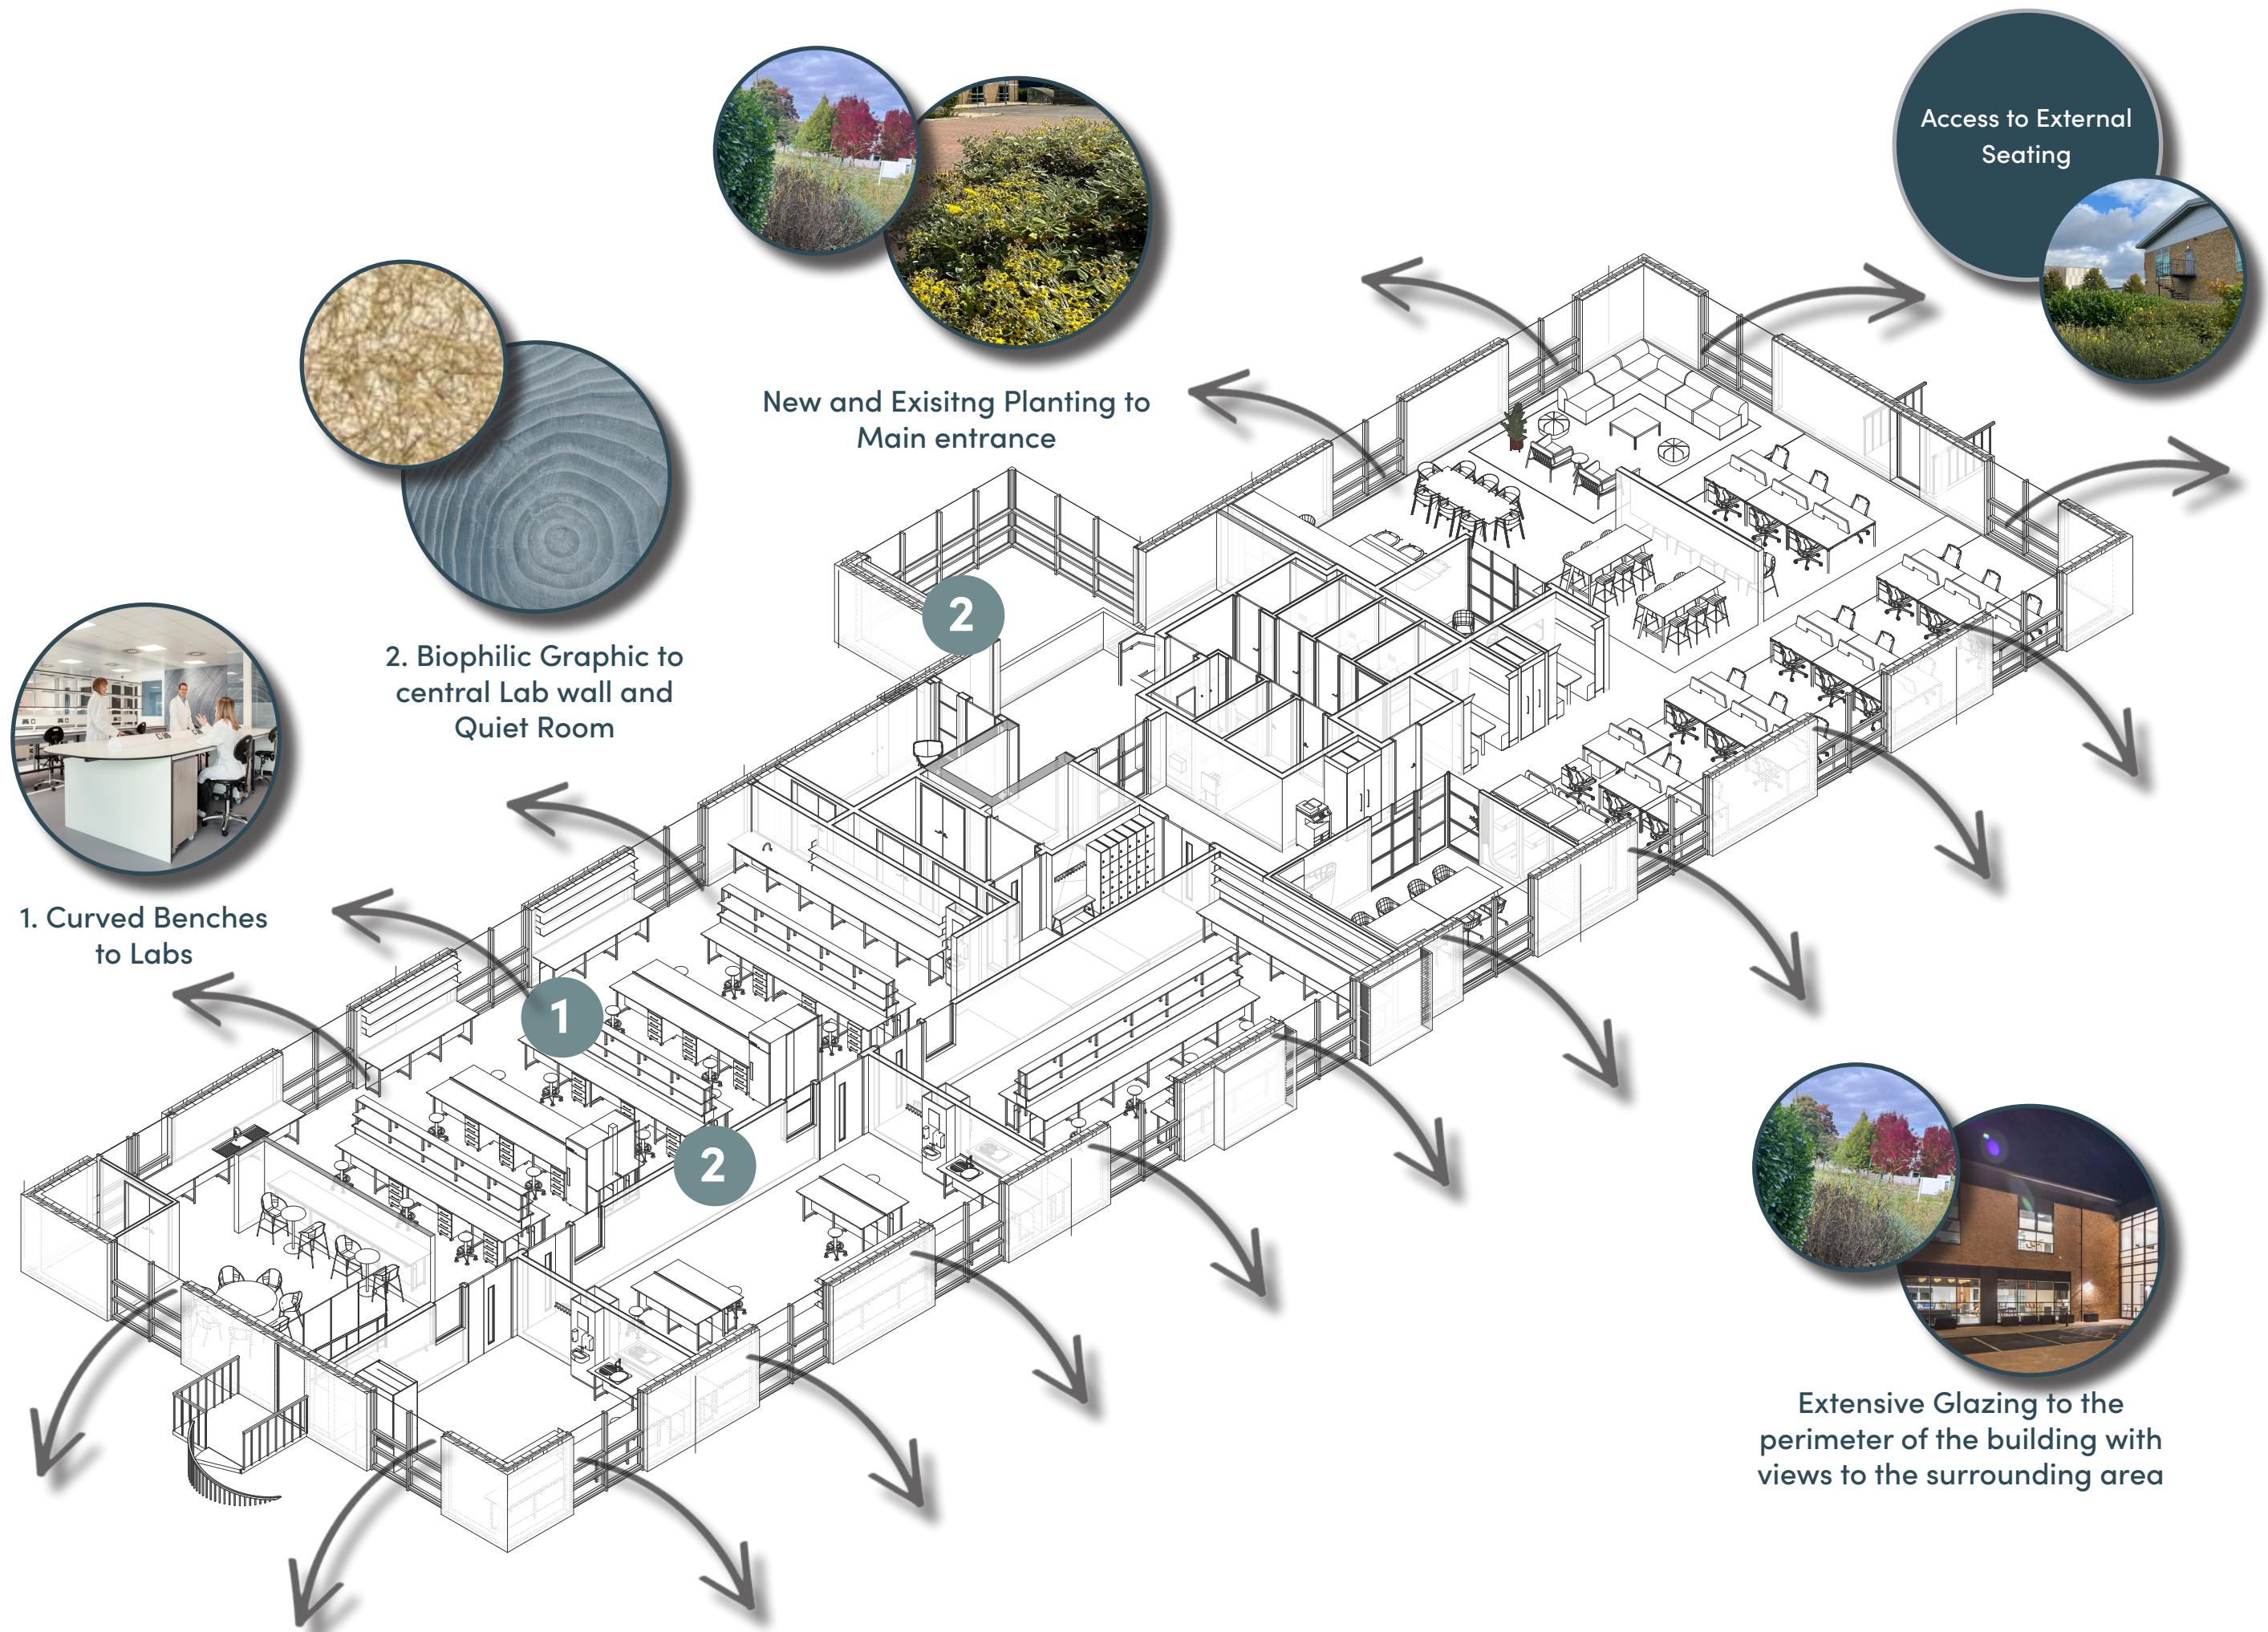 Access to External
Seating
New and Exisitng Planting to
Main entrance
2. Biophilic Graphic to
central Lab wall and
Quiet Room
2
1. Curved Benches
to Labs
1
2
Extensive Glazing to the
perimeter of the building with
views to the surrounding area